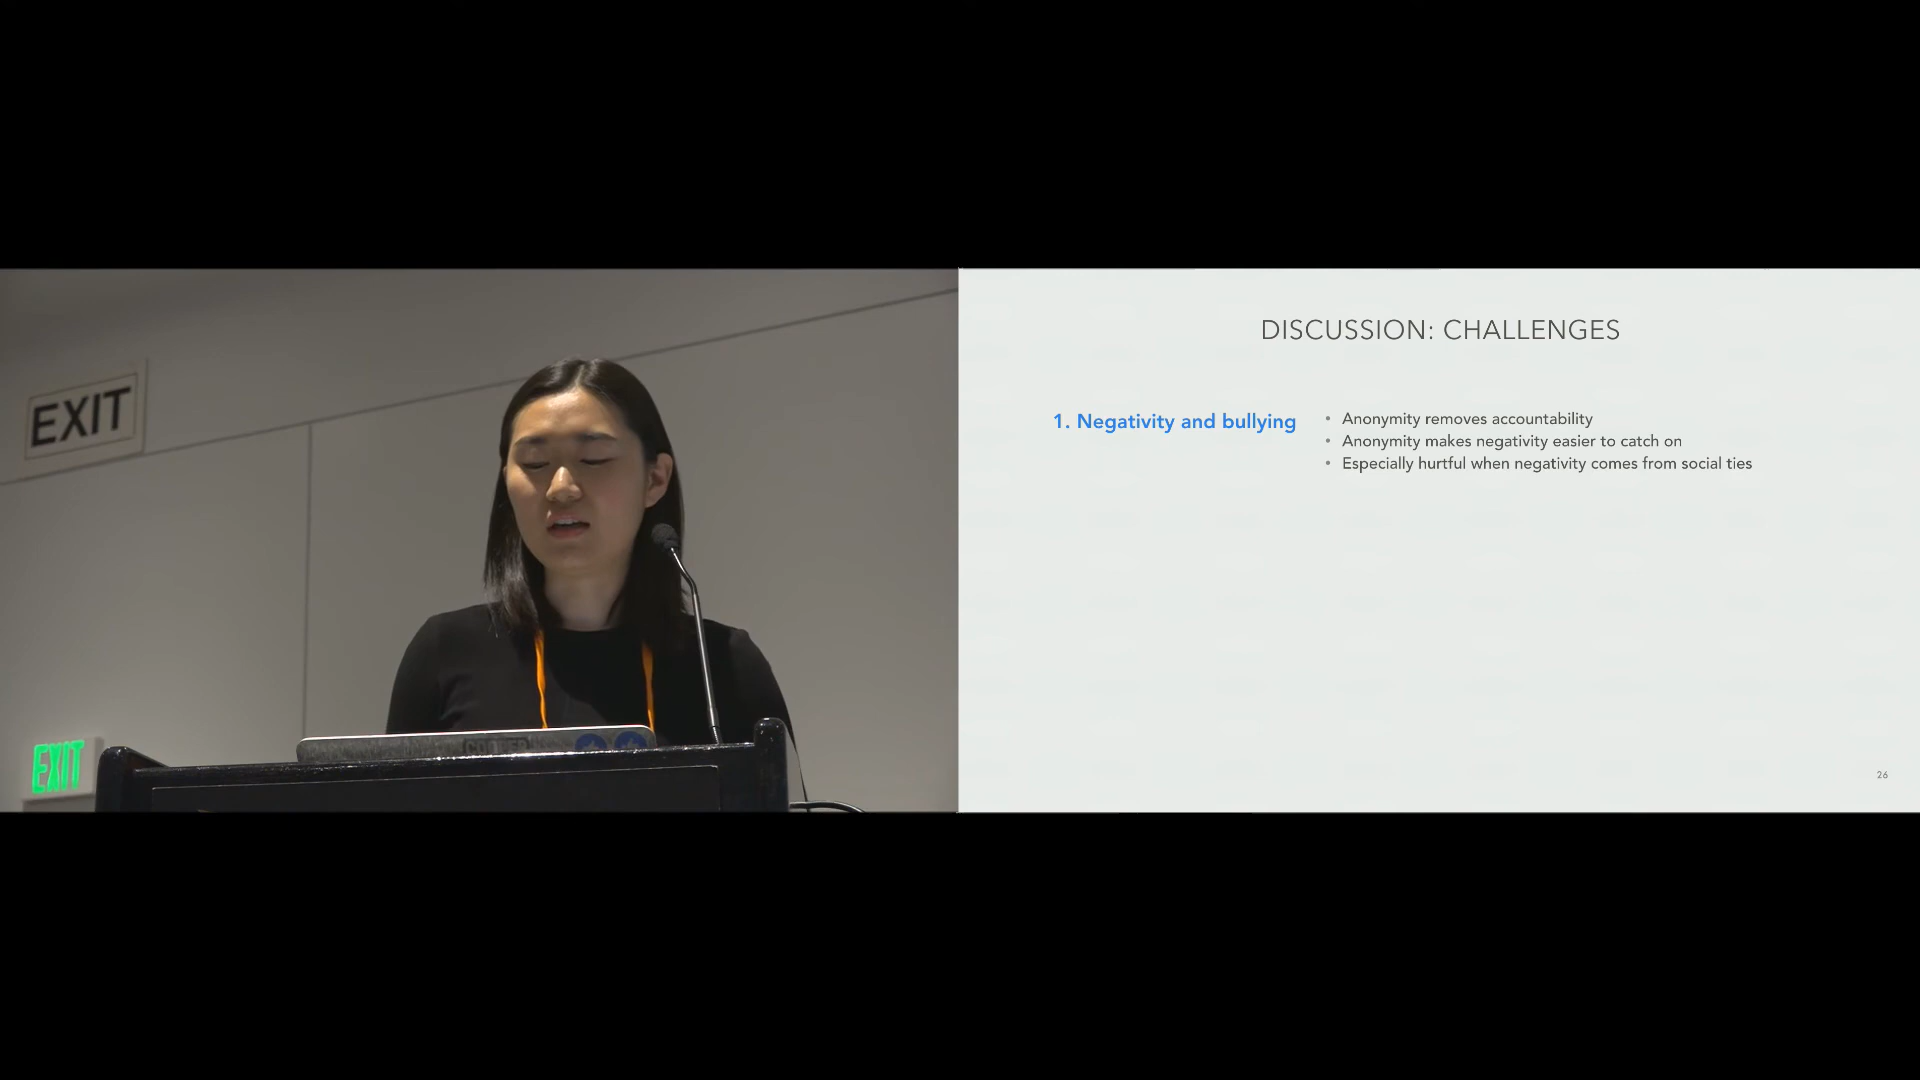 EXIT
EXIT
COOPER
DISCUSSION: CHALLENGES
1. Negativity and bullying
• Anonymity removes accountability
• Anonymity makes negativity easier to catch on
• Especially hurtful when negativity comes from social ties
26